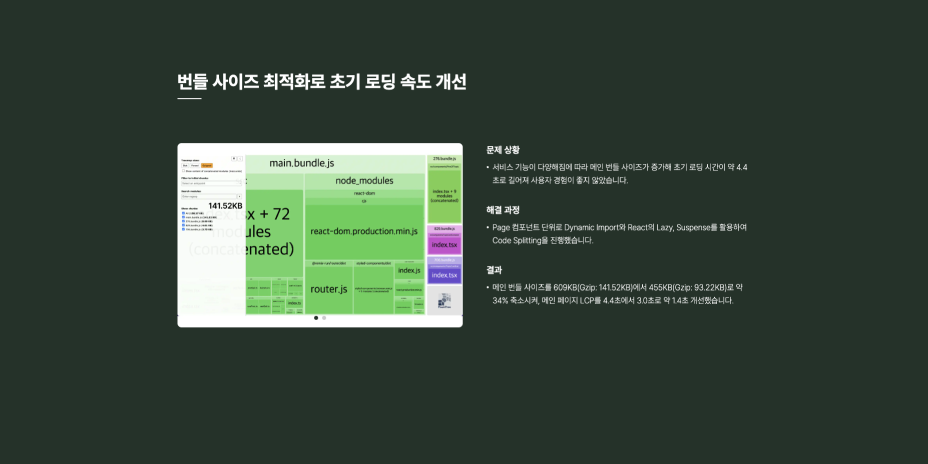 번들 사이즈 최적화로 초기 로딩 속도 개선
main.bundle.js
node_modules
react-dom
141.52KB
+ 72
(concatenated)
react-dom.production.min.js
router.js
index.js
index.tsx + 9
modules
(concatenated)
index.tsx
index.tsx
문제 상황
• 서비스 기능이 다양해짐에 따라 메인 번들 사이즈가 증가해 초기 로딩 시간이 약 4.4
초로 길어져 사용자 경험이 좋지 않았습니다.
해결 과정
• Page 컴포넌트 단위로 Dynamic Import와 React의 Lazy, Suspense를 활용하여
Code Splitting을 진행했습니다.
결과
• 메인 번들 사이즈를 609KB(Gzip: 141.52KB)에서 455KB(Gzip: 93.22KB)로 약
34% 축소시켜, 메인 페이지 LCP를 4.4초에서 3.0초로 약 1.4초 개선했습니다.